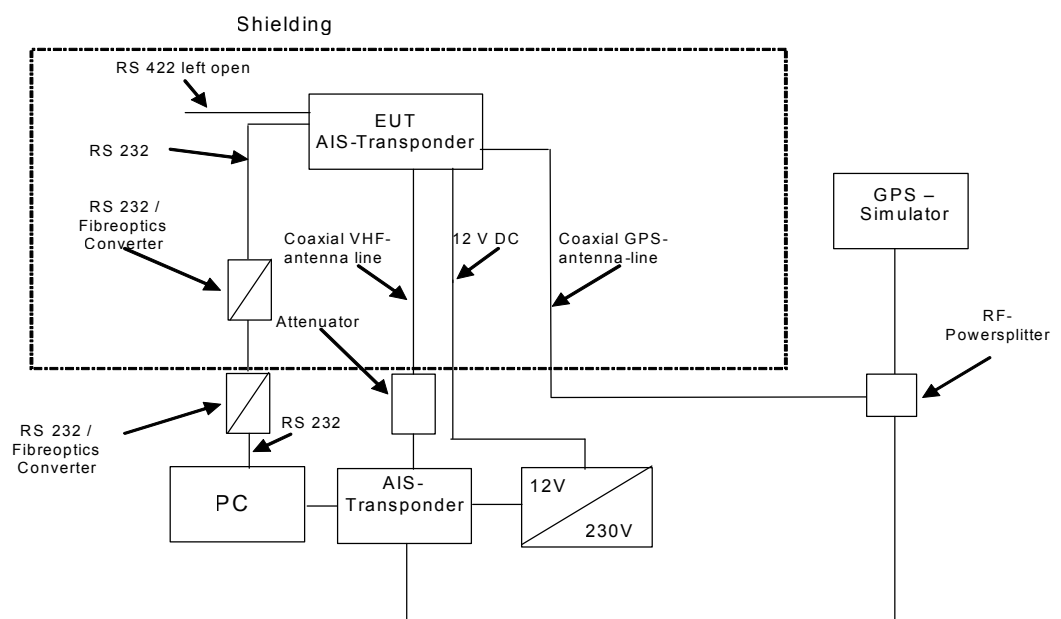 Shielding
RS 422 left open
EUT
AIS-Transponder
RS 232
GPS –
Simulator
RS 232 /
Fibreoptics
Converter
Coaxial VHF-
antenna line
12 V DC
Coaxial GPS-
antenna-line
Attenuator
RF-
Powersplitter
RS 232 /
Fibreoptics
Converter
RS 232
PC
AIS-
Transponder
12V
230V